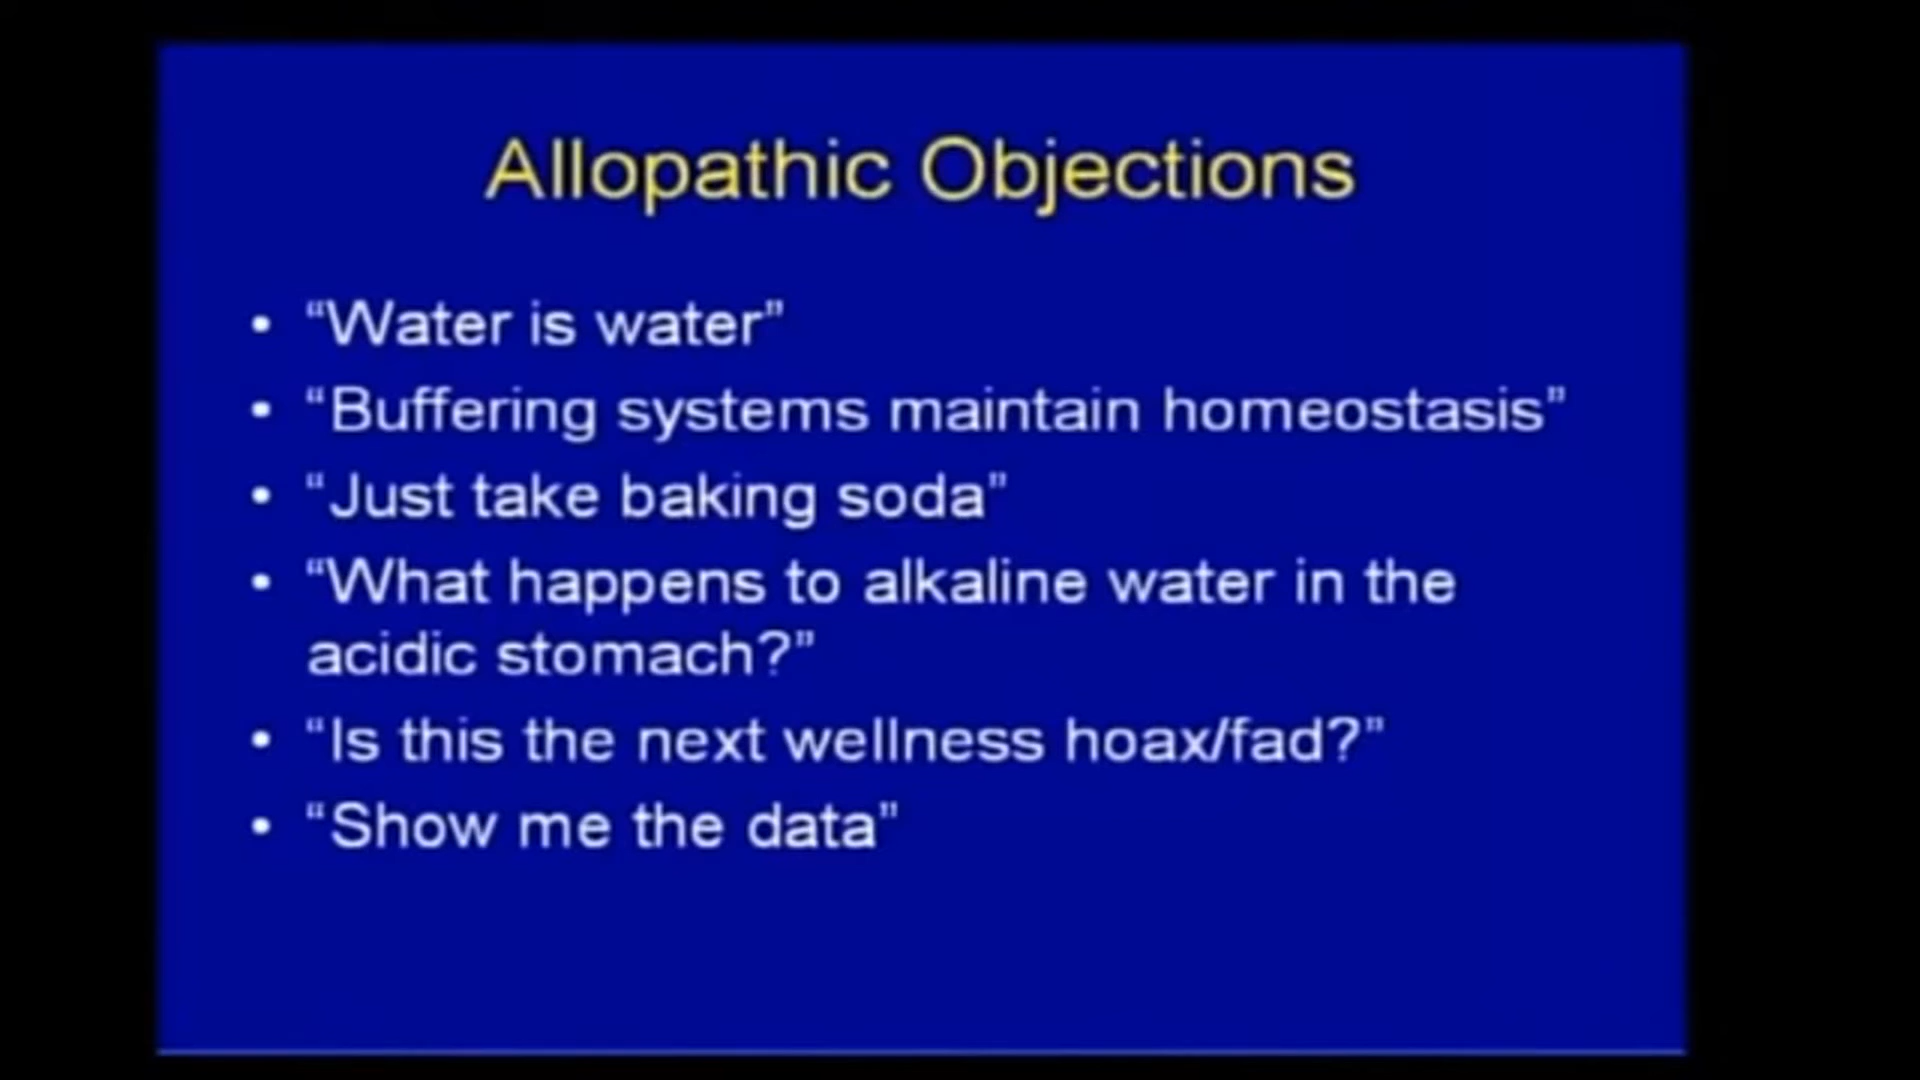 Allopathic Objections
• “Water is water”
• “Buffering systems maintain homeostasis”
• “Just take baking soda”
• “What happens to alkaline water in the
acidic stomach?”
• “Is this the next wellness hoax/fad?”
• “Show me the data”